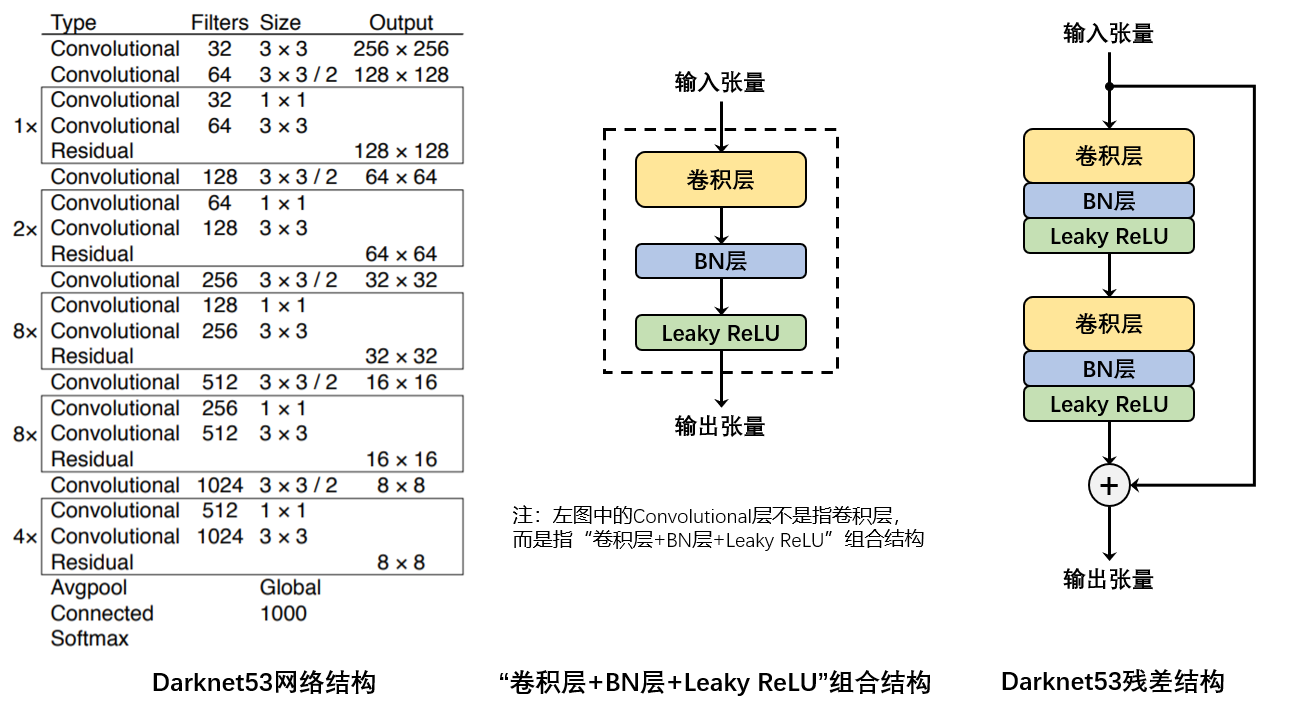 Type Filters Size Output
Convolutional 32 3 × 3 256 × 256
Convolutional 64 3 × 3 / 2 128 × 128
1× Convolutional 32 1 × 1
Convolutional 64 3 × 3
Residual 128 × 128
Convolutional 128 3 × 3 / 2 64 × 64
2× Convolutional 64 1 × 1
Convolutional 128 3 × 3
Residual 64 × 64
Convolutional 256 3 × 3 / 2 32 × 32
8× Convolutional 128 1 × 1
Convolutional 256 3 × 3
Residual 32 × 32
Convolutional 512 3 × 3 / 2 16 × 16
8× Convolutional 256 1 × 1
Convolutional 512 3 × 3
Residual 16 × 16
Convolutional 1024 3 × 3 / 2 8 × 8
4× Convolutional 512 1 × 1
Convolutional 1024 3 × 3
Residual 8 × 8
Avgpool Global
Connected 1000
Softmax
Darknet53网络结构
输入张量
卷积层
BN层
Leaky ReLU
输出张量
注：左图中的Convolutional层不是指卷积层，
而是指“卷积层+BN层+Leaky ReLU”组合结构
“卷积层+BN层+Leaky ReLU”组合结构
输入张量
卷积层
BN层
Leaky ReLU
卷积层
BN层
Leaky ReLU
+
输出张量
Darknet53残差结构